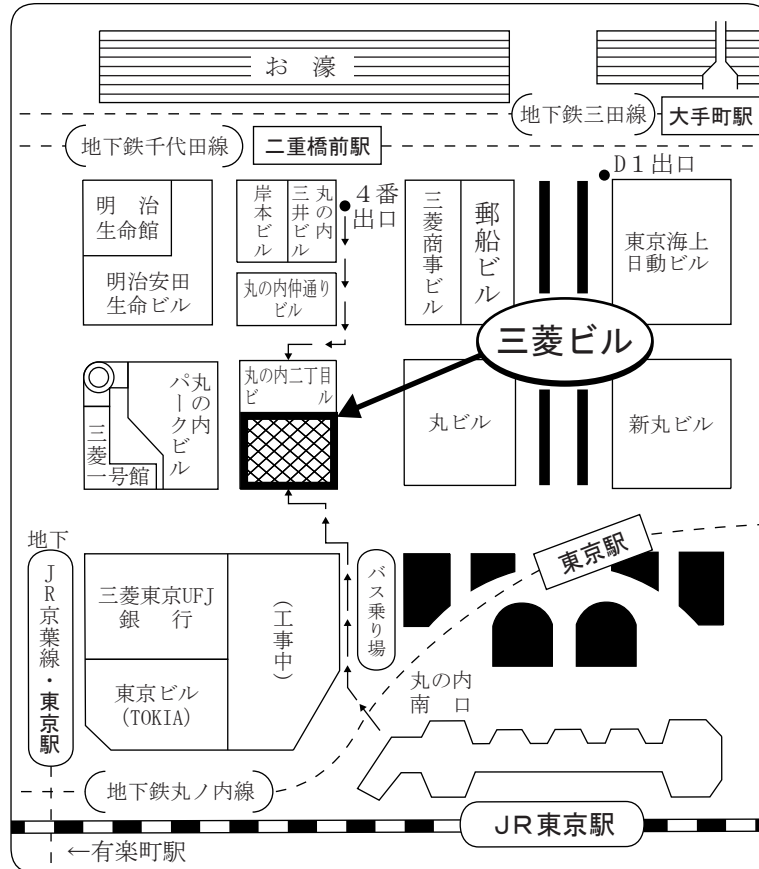 お 濠
地下鉄三田線
大手町駅
地下鉄千代田線
二重橋前駅
D1出口
明 治
生命館
明治安田
生命ビル
岸本ビル
丸の内
三井ビル
4番
出口
丸の内仲通り
ビル
三菱商事ビル
郵船ビル
東京海上
日動ビル
三菱ビル
丸の内
パークビル
三菱
一号館
丸の内二丁目
ビ ル
丸ビル
新丸ビル
地下
JR京葉線・東京駅
三菱東京UFJ
銀 行
東京ビル
(TOKIA)
(工事中)
バス乗り場
東京駅
丸の内
南 口
地下鉄丸ノ内線
JR東京駅
←有楽町駅